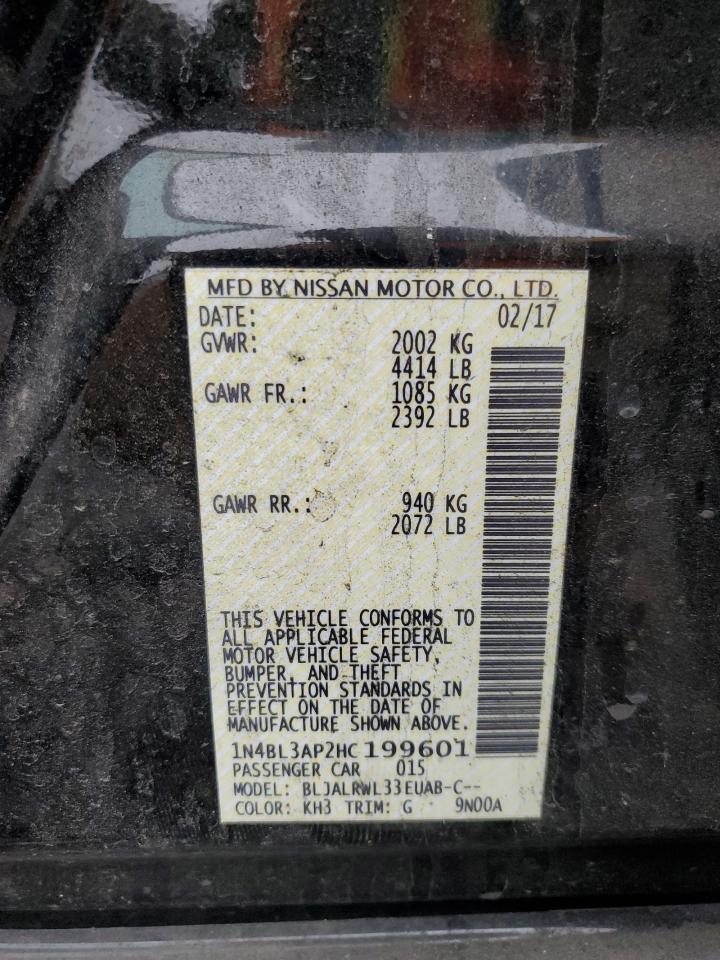 MFD BY NISSAN MOTOR CO., LTD.
DATE: 02/17
GVWR: 2002 KG
4414 LB
GAWR FR.: 1085 KG
2392 LB
GAWR RR.: 940 KG
2072 LB
THIS VEHICLE CONFORMS TO
ALL APPLICABLE FEDERAL
MOTOR VEHICLE SAFETY,
BUMPER, AND THEFT
PREVENTION STANDARDS IN
EFFECT ON THE DATE OF
MANUFACTURE SHOWN ABOVE.
1N4BL3AP2HC199601
PASSENGER CAR 015
MODEL: BLJALRWL33EUAB-C--
COLOR: KH3 TRIM: G 9N00A